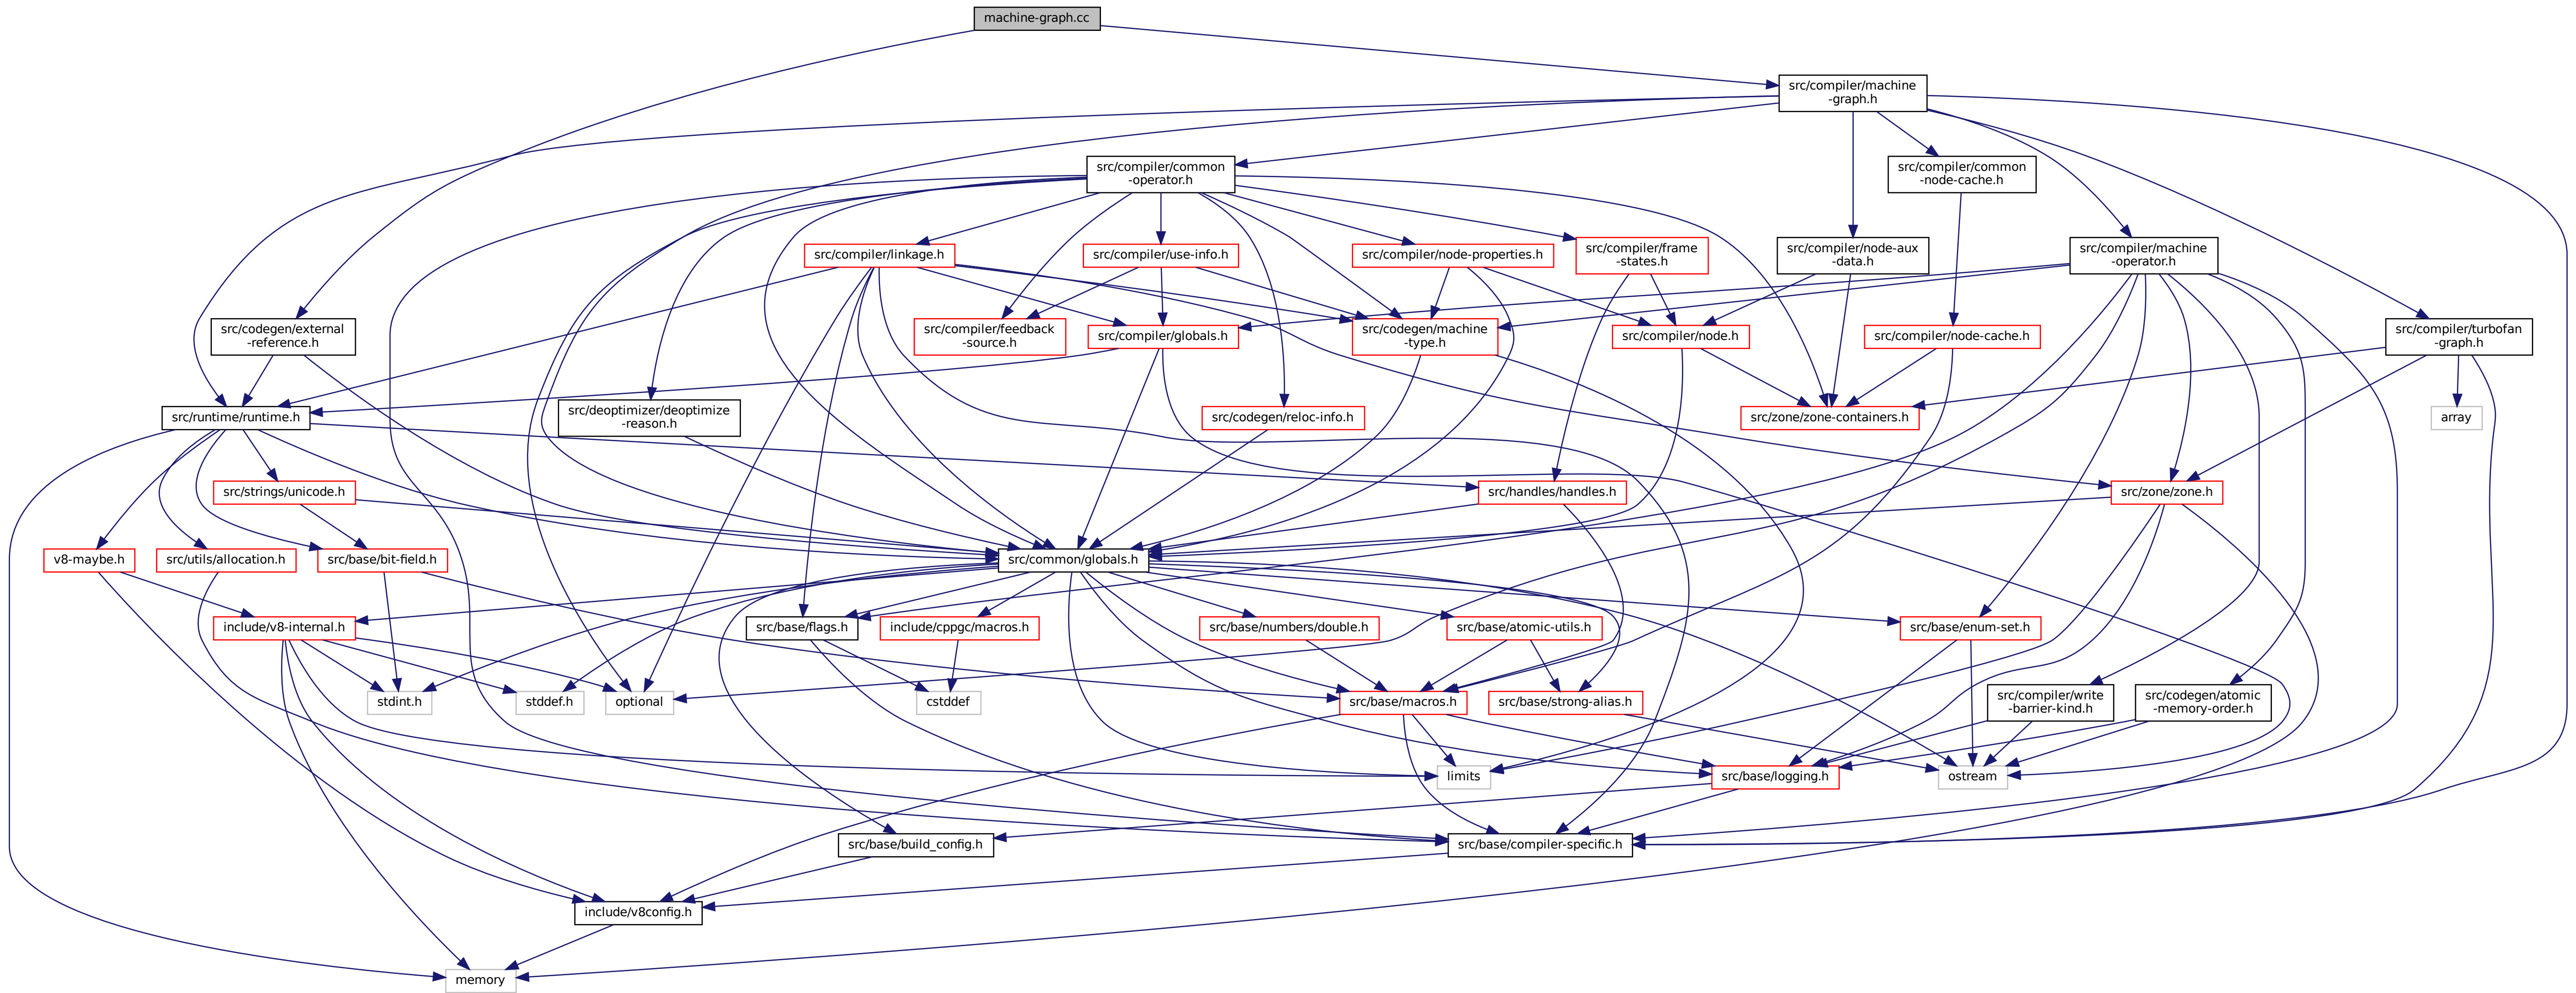 machine-graph.cc
src/compiler/machine
-graph.h
src/compiler/common
-operator.h
src/compiler/common
-node-cache.h
src/compiler/linkage.h
src/compiler/use-info.h
src/compiler/node-properties.h
src/compiler/frame
-states.h
src/compiler/node-aux
-data.h
src/compiler/machine
-operator.h
src/codegen/external
-reference.h
src/compiler/feedback
-source.h
src/compiler/globals.h
src/codegen/machine
-type.h
src/compiler/node.h
src/compiler/node-cache.h
src/compiler/turbofan
-graph.h
src/runtime/runtime.h
src/deoptimizer/deoptimize
-reason.h
src/codegen/reloc-info.h
src/zone/zone-containers.h
array
src/strings/unicode.h
src/handles/handles.h
src/zone/zone.h
v8-maybe.h
src/utils/allocation.h
src/base/bit-field.h
src/common/globals.h
include/v8-internal.h
src/base/flags.h
include/cppgc/macros.h
src/base/numbers/double.h
src/base/atomic-utils.h
src/base/enum-set.h
stdint.h
stddef.h
optional
cstddef
src/base/macros.h
src/base/strong-alias.h
src/compiler/write
-barrier-kind.h
src/codegen/atomic
-memory-order.h
limits
src/base/logging.h
ostream
src/base/build_config.h
src/base/compiler-specific.h
include/v8config.h
memory